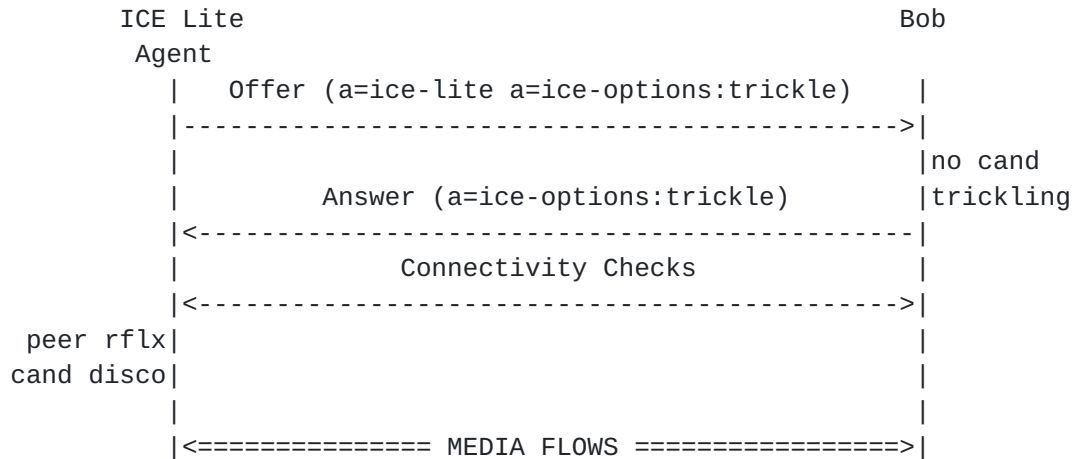 ICE Lite                                          Bob
Agent
|   Offer (a=ice-lite a=ice-options:trickle)    |
|---------------------------------------------->|
|                                               |no cand
|         Answer (a=ice-options:trickle)        |trickling
|<----------------------------------------------|
|              Connectivity Checks              |
|<--------------------------------------------->|
peer rflx|                                               |
cand disco|                                               |
|                                               |
|<=============== MEDIA FLOWS =================>|